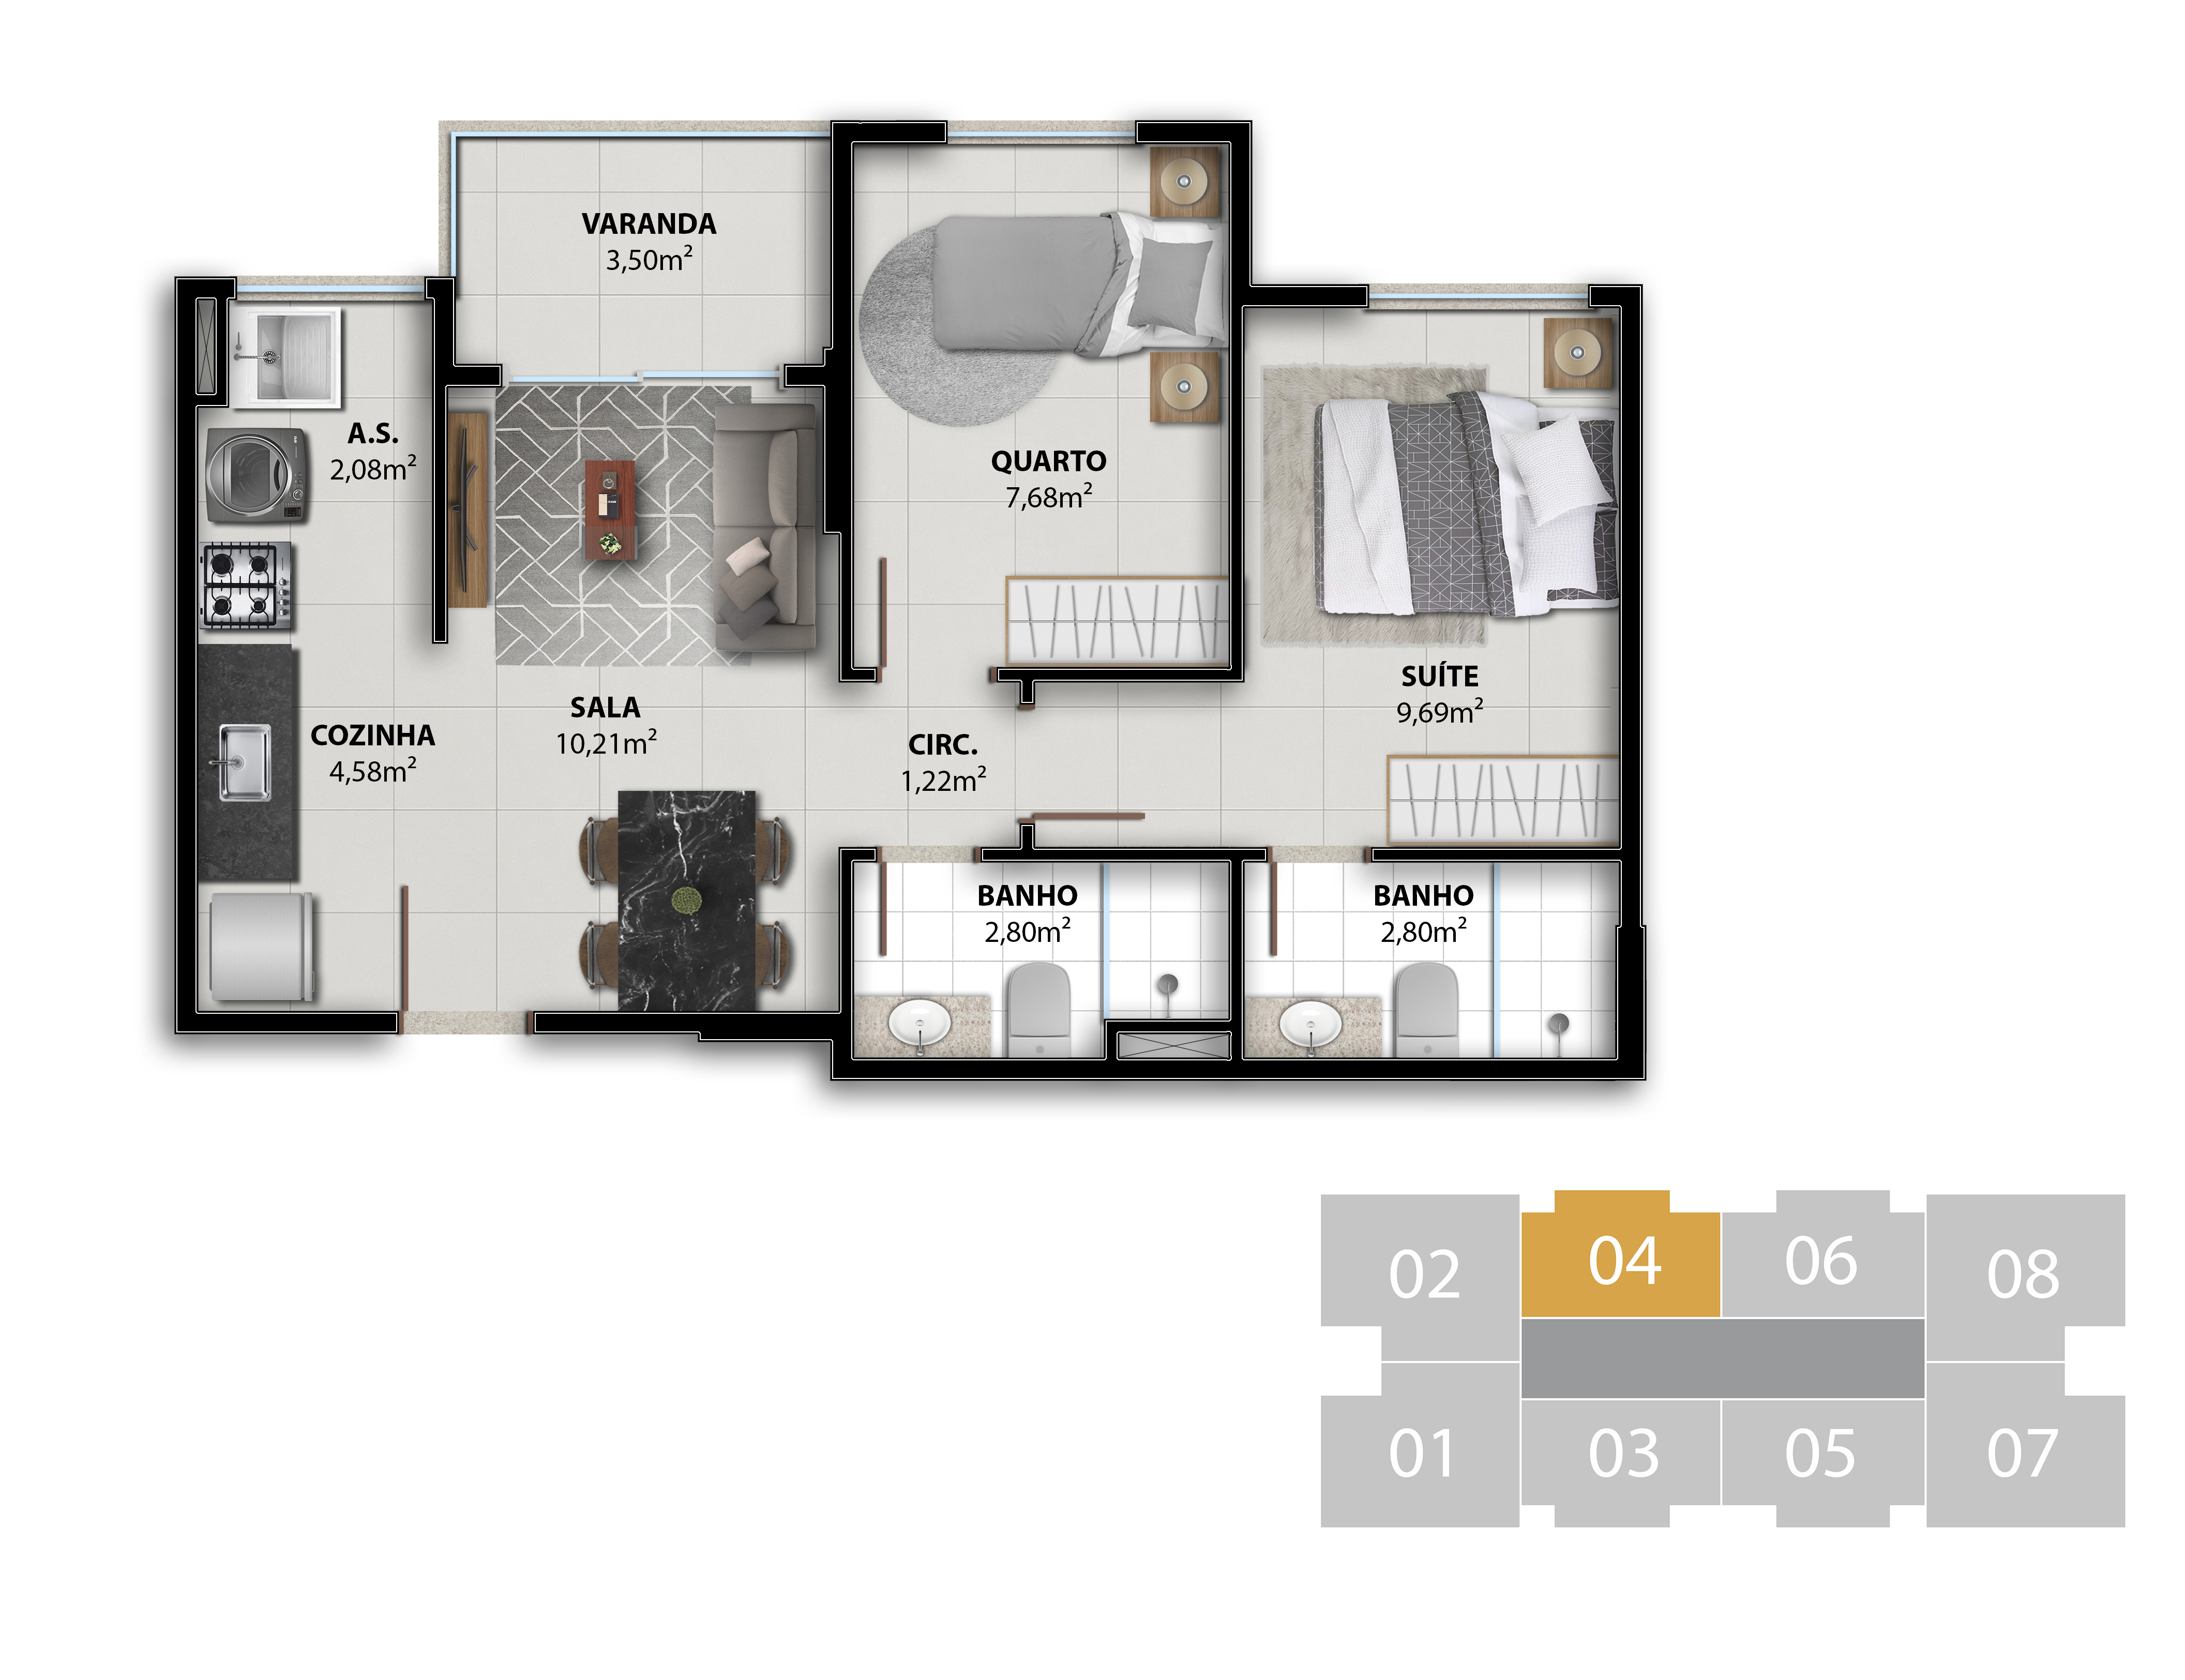 VARANDA
3,50m²
A.S.
2,08m²
QUARTO
7,68m²
SUÍTE
9,69m²
SALA
10,21m²
COZINHA
4,58m²
CIRC.
1,22m²
BANHO
2,80m²
BANHO
2,80m²
02
04
06
08
01
03
05
07